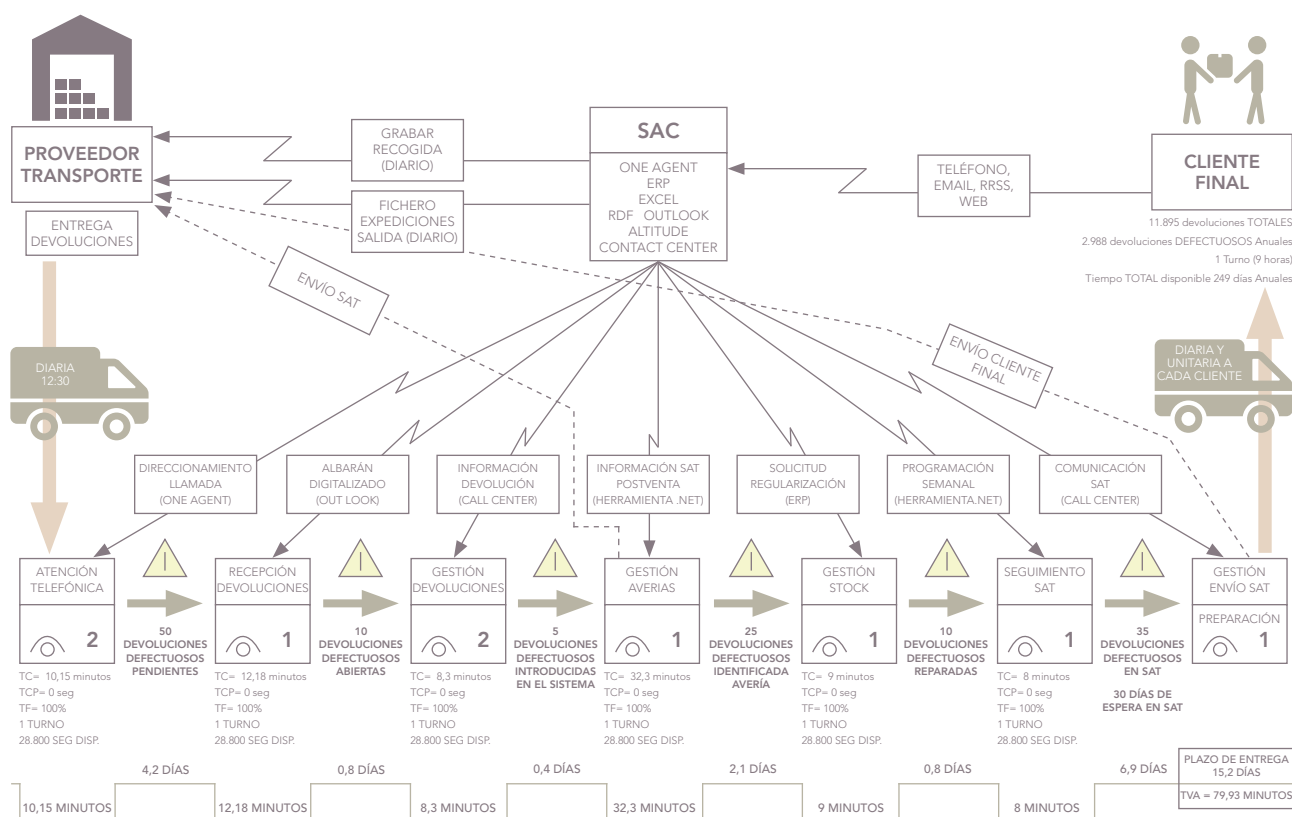 PROVEEDOR
TRANSPORTE
ENTREGA
DEVOLUCIONES
GRABAR
RECOGIDA
(DIARIO)
FICHERO
EXPEDICIONES
SALIDA (DIARIO)
SAC
ONE AGENT
ERP
EXCEL
RDF OUTLOOK
ALTITUDE
CONTACT CENTER
TELÉFONO,
EMAIL, RRSS,
WEB
CLIENTE
FINAL
11.895 devoluciones TOTALES
2.988 devoluciones DEFECTUOSOS Anuales
1 Turno (9 horas)
Tiempo TOTAL disponible 249 días Anuales
ENVÍO SAT
ENVÍO CLIENTE
FINAL
DIARIA
12:30
DIARIA Y
UNITARIA A
CADA CLIENTE
DIRECCIONAMIENTO
LLAMADA
(ONE AGENT)
ALBARÁN
DIGITALIZADO
(OUT LOOK)
INFORMACIÓN
DEVOLUCIÓN
(CALL CENTER)
INFORMACIÓN SAT
POSTVENTA
(HERRAMIENTA .NET)
SOLICITUD
REGULARIZACIÓN
(ERP)
PROGRAMACIÓN
SEMANAL
(HERRAMIENTA.NET)
COMUNICACIÓN
SAT
(CALL CENTER)
ATENCIÓN
TELEFÓNICA
2
TC= 10,15 minutos
TCP= 0 seg
TF= 100%
1 TURNO
28.800 SEG DISP.
50
DEVOLUCIONES
DEFECTUOSOS
PENDIENTES
RECEPCIÓN
DEVOLUCIONES
1
TC= 12,18 minutos
TCP= 0 seg
TF= 100%
1 TURNO
28.800 SEG DISP.
10
DEVOLUCIONES
DEFECTUOSOS
ABIERTAS
GESTIÓN
DEVOLUCIONES
2
TC= 8,3 minutos
TCP= 0 seg
TF= 100%
1 TURNO
28.800 SEG DISP.
5
DEVOLUCIONES
DEFECTUOSOS
INTRODUCIDAS
EN EL SISTEMA
GESTIÓN
AVERIAS
1
TC= 32,3 minutos
TCP= 0 seg
TF= 100%
1 TURNO
28.800 SEG DISP.
25
DEVOLUCIONES
DEFECTUOSOS
IDENTIFICADA
AVERÍA
GESTIÓN
STOCK
1
TC= 9 minutos
TCP= 0 seg
TF= 100%
1 TURNO
28.800 SEG DISP.
10
DEVOLUCIONES
DEFECTUOSOS
REPARADAS
SEGUIMIENTO
SAT
1
TC= 8 minutos
TCP= 0 seg
TF= 100%
1 TURNO
28.800 SEG DISP.
35
DEVOLUCIONES
DEFECTUOSOS
EN SAT
30 DÍAS DE
ESPERA EN SAT
GESTIÓN
ENVÍO SAT
PREPARACIÓN
1
4,2 DÍAS
0,8 DÍAS
0,4 DÍAS
2,1 DÍAS
0,8 DÍAS
6,9 DÍAS
PLAZO DE ENTREGA
15,2 DÍAS
10,15 MINUTOS
12,18 MINUTOS
8,3 MINUTOS
32,3 MINUTOS
9 MINUTOS
8 MINUTOS
TVA = 79,93 MINUTOS